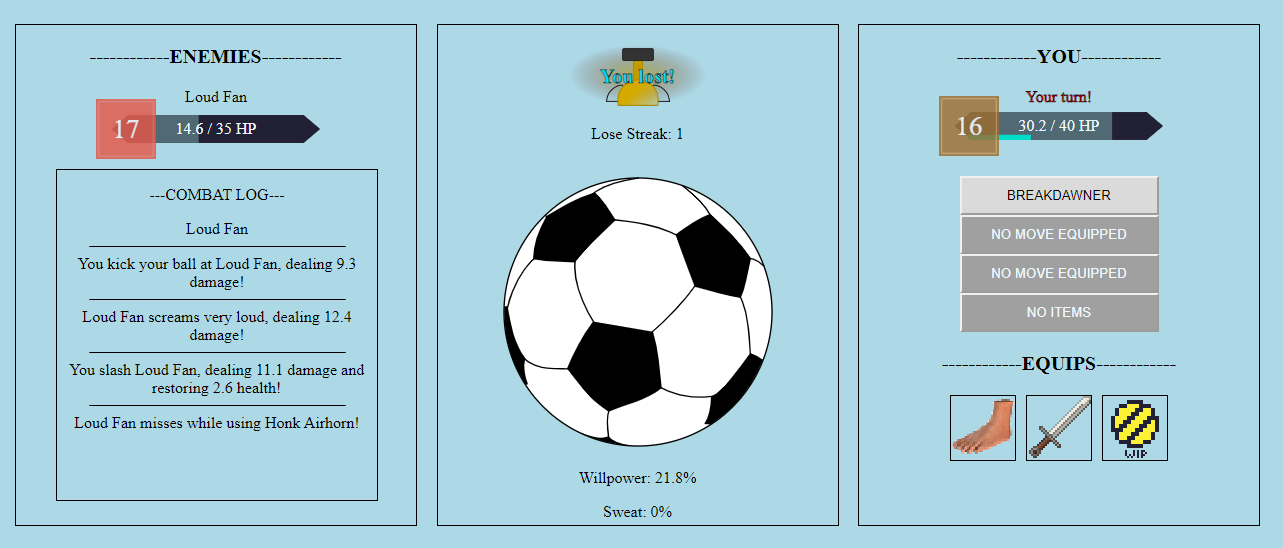 ------------ENEMIES------------
Loud Fan
17
14.6 / 35 HP
---COMBAT LOG---
Loud Fan
You kick your ball at Loud Fan, dealing 9.3
damage!
Loud Fan screams very loud, dealing 12.4
damage!
You slash Loud Fan, dealing 11.1 damage and
restoring 2.6 health!
Loud Fan misses while using Honk Airhorn!
You lost!
Lose Streak: 1
Willpower: 21.8%
Sweat: 0%
------------YOU------------
Your turn!
16
30.2 / 40 HP
BREAKDAWNER
NO MOVE EQUIPPED
NO MOVE EQUIPPED
NO ITEMS
------------EQUIPS------------
WIP